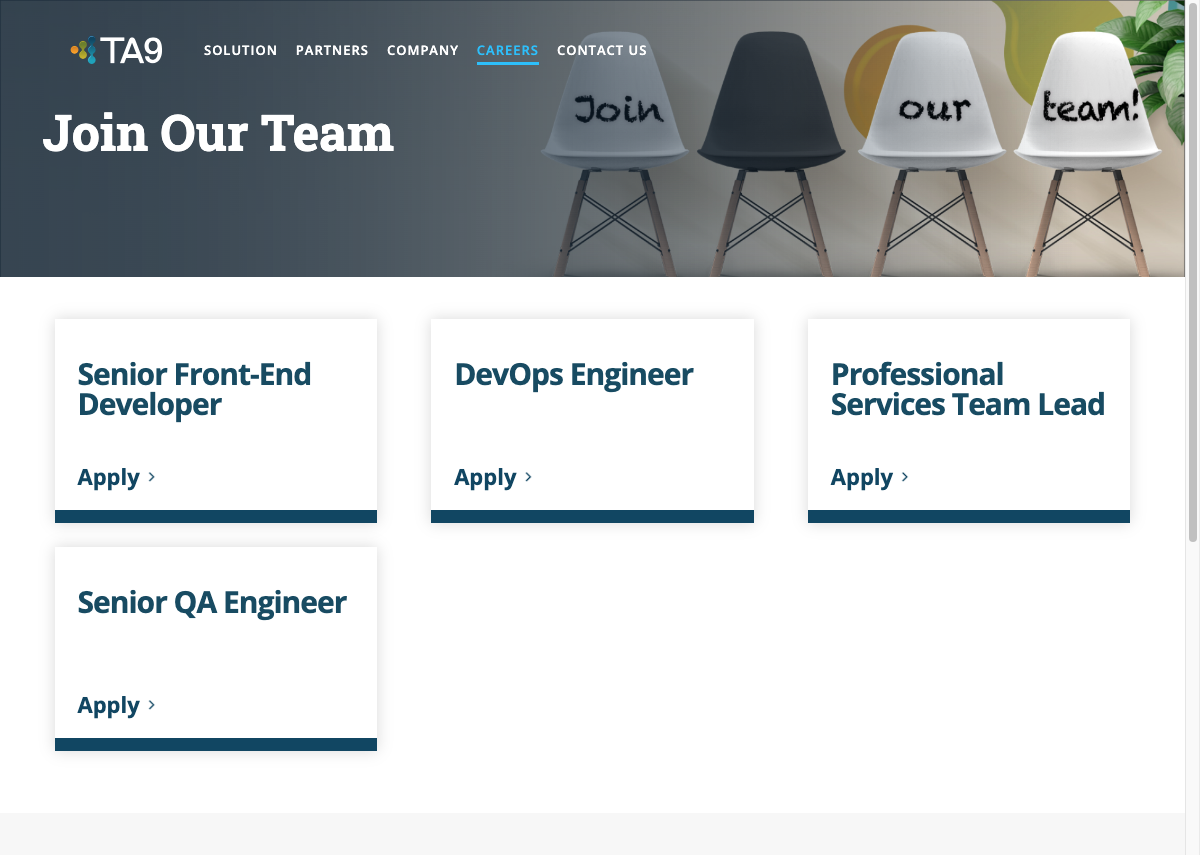 TA9
SOLUTION PARTNERS COMPANY CAREERS CONTACT US
Join our team!
Join Our Team
Senior Front-End
Developer
Apply
DevOps Engineer
Apply
Professional
Services Team Lead
Apply
Senior QA Engineer
Apply